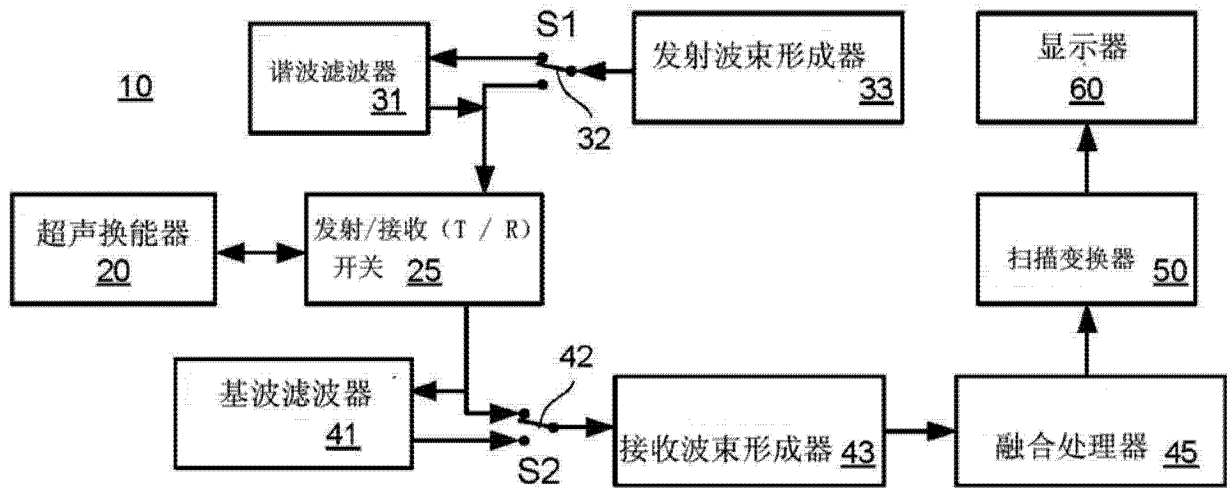 10
谐波滤波器
31
S1
32
发射波束形成器
33
显示器
60
超声换能器
20
发射/接收（T / R）
开关 25
扫描变换器 50
基波滤波器
41
42
S2
接收波束形成器 43
融合处理器 45